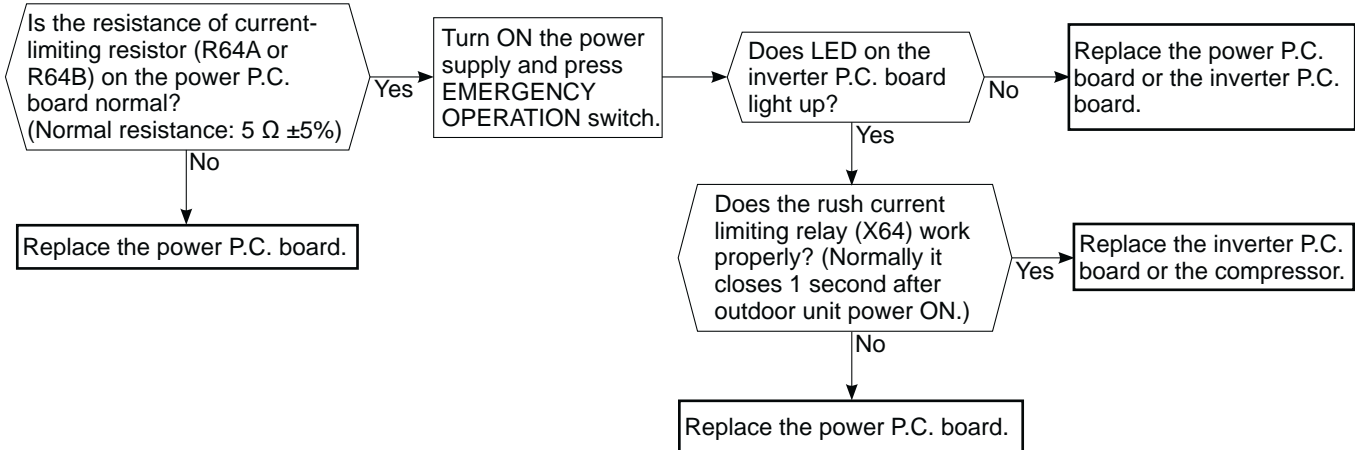 Is the resistance of current-
limiting resistor (R64A or
R64B) on the power P.C.
board normal?
(Normal resistance: 5 Ω ±5%)
Yes
No
Replace the power P.C. board.
Turn ON the power
supply and press
EMERGENCY
OPERATION switch.
Does LED on the
inverter P.C. board
light up?
No
Yes
Replace the power P.C.
board or the inverter P.C.
board.
Does the rush current
limiting relay (X64) work
properly? (Normally it
closes 1 second after
outdoor unit power ON.)
Yes
No
Replace the inverter P.C.
board or the compressor.
Replace the power P.C. board.